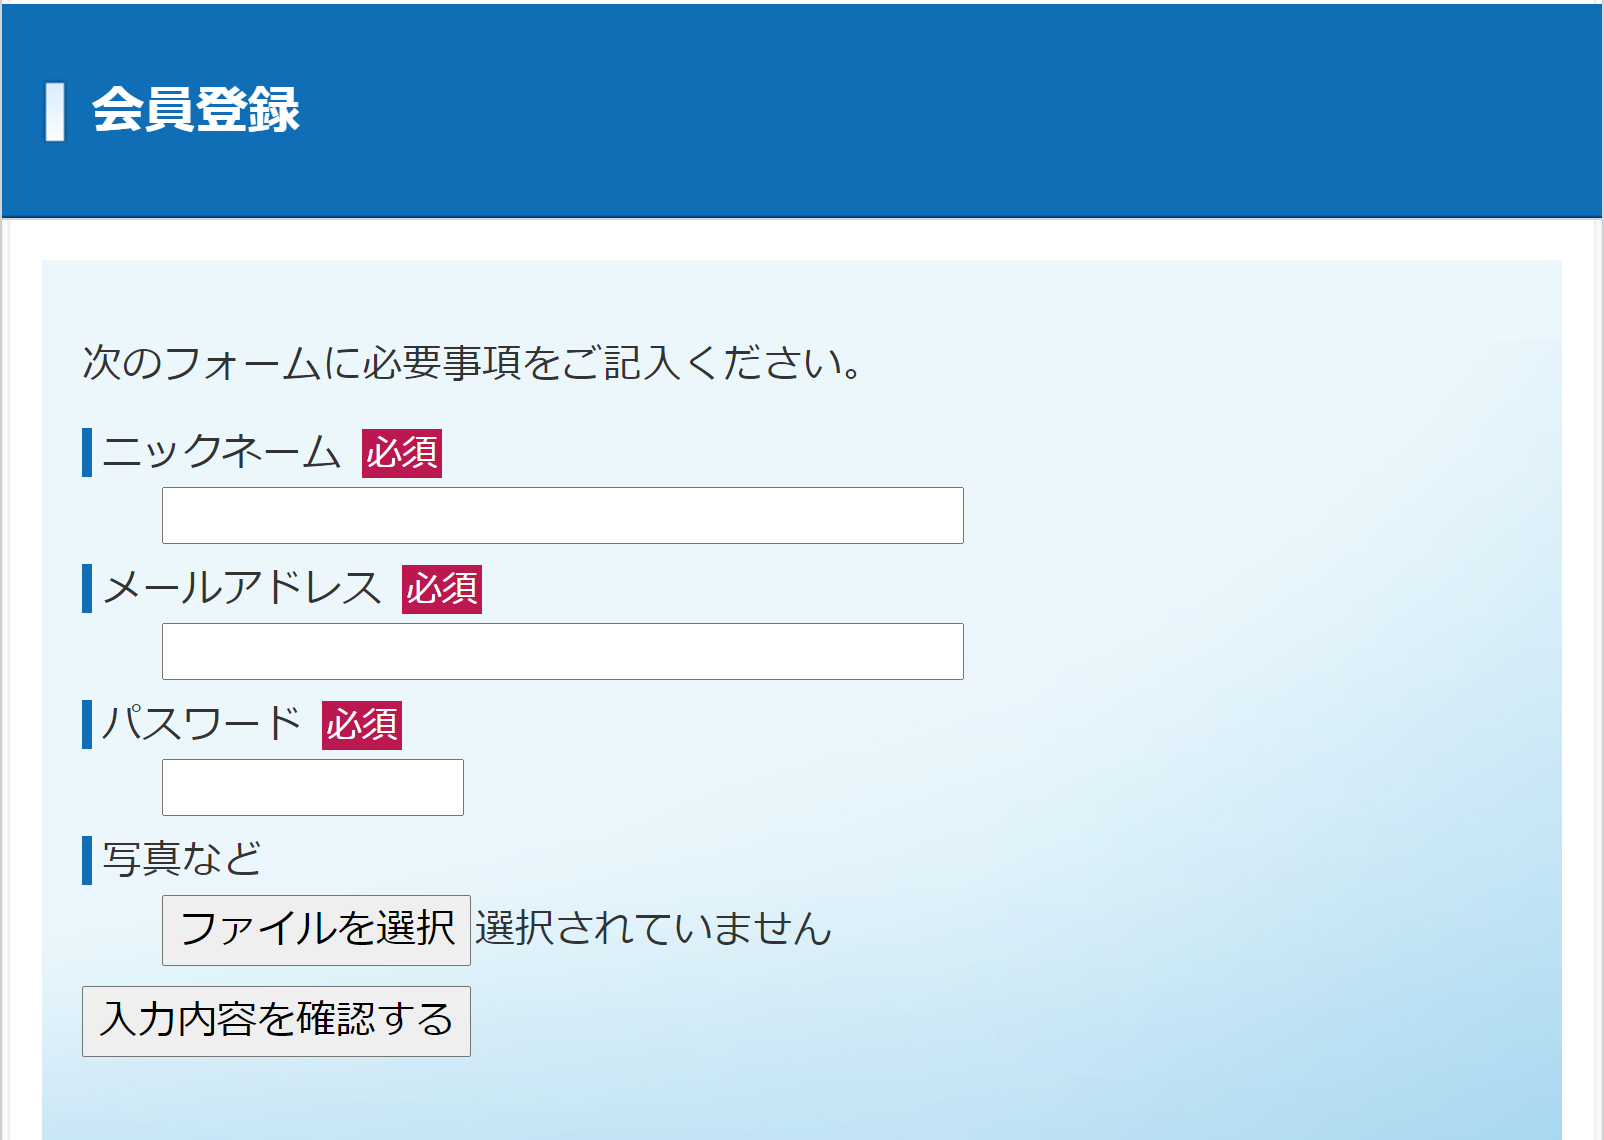 会員登録
次のフォームに必要事項をご記入ください。
ニックネーム 必須
メールアドレス 必須
パスワード 必須
写真など
ファイルを選択 選択されていません
入力内容を確認する